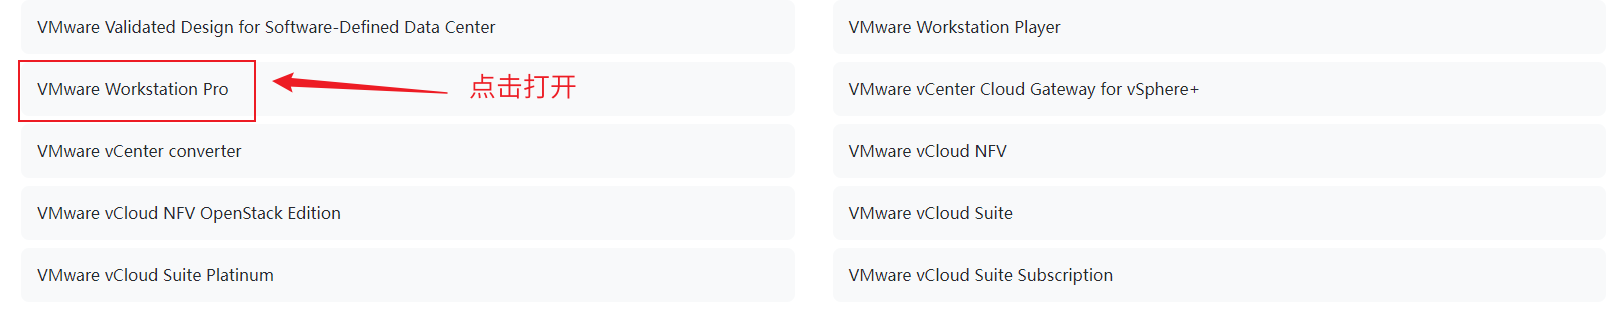 VMware Validated Design for Software-Defined Data Center
VMware Workstation Player
VMware Workstation Pro
点击打开
VMware vCenter Cloud Gateway for vSphere+
VMware vCenter converter
VMware vCloud NFV
VMware vCloud NFV OpenStack Edition
VMware vCloud Suite
VMware vCloud Suite Platinum
VMware vCloud Suite Subscription